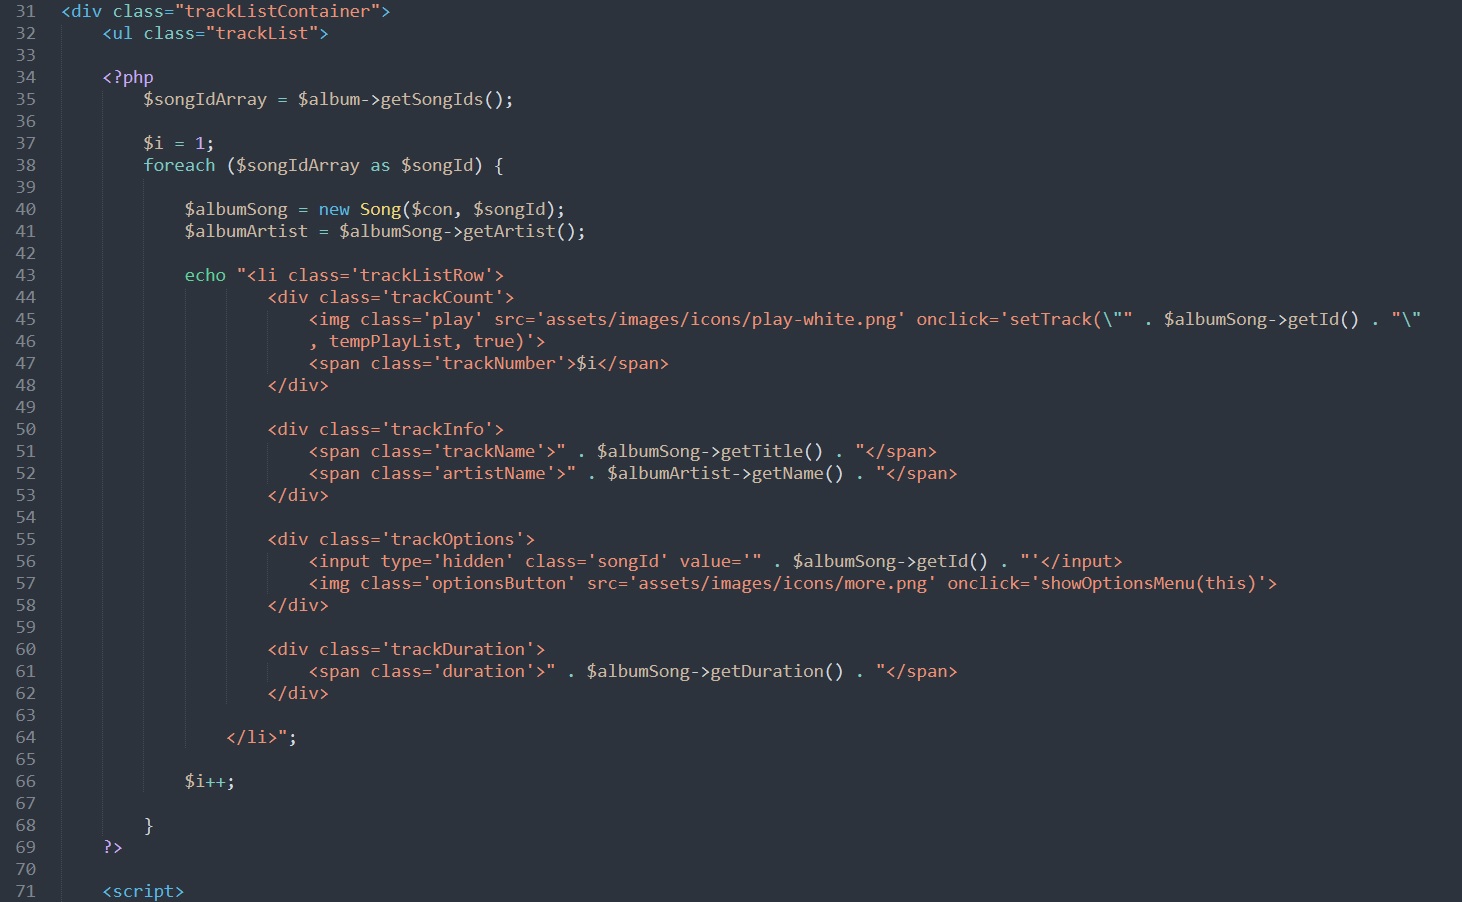 31 <div class="trackListContainer">
32 <ul class="trackList">
33
34 <?php
35 $songIdArray = $album->getSongIds();
36
37 $i = 1;
38 foreach ($songIdArray as $songId) {
39
40 $albumSong = new Song($con, $songId);
41 $albumArtist = $albumSong->getArtist();
42
43 echo "<li class='trackListRow'>
44 <div class='trackCount'>
45 <img class='play' src='assets/images/icons/play-white.png' onclick='setTrack(\"" . $albumSong->getId() . "\"
46 , tempPlayList, true)'>
47 <span class='trackNumber'>$i</span>
48 </div>
49
50 <div class='trackInfo'>
51 <span class='trackName'>" . $albumSong->getTitle() . "</span>
52 <span class='artistName'>" . $albumArtist->getName() . "</span>
53 </div>
54
55 <div class='trackOptions'>
56 <input type='hidden' class='songId' value='" . $albumSong->getId() . "'</input>
57 <img class='optionsButton' src='assets/images/icons/more.png' onclick='showOptionsMenu(this)'>
58 </div>
59
60 <div class='trackDuration'>
61 <span class='duration'>" . $albumSong->getDuration() . "</span>
62 </div>
63
64 </li>";
65
66 $i++;
67
68 }
69 ?>
70
71 <script>